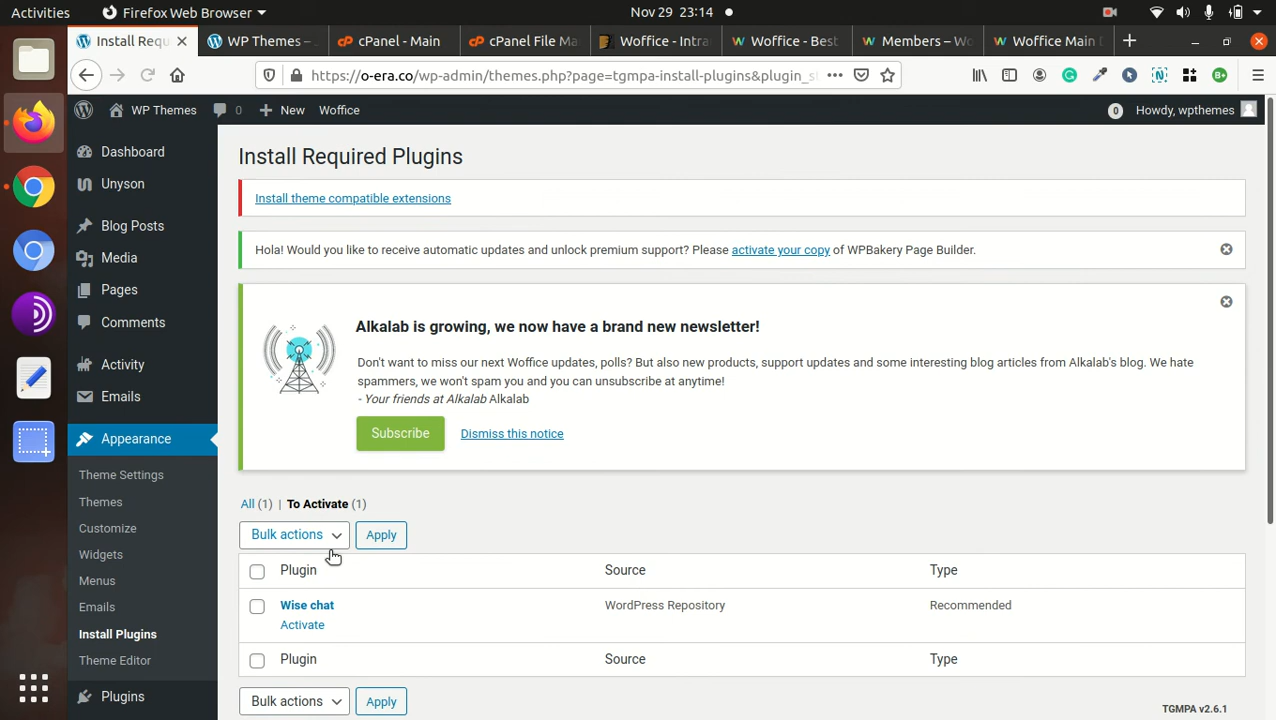 Activities
Firefox Web Browser
Nov 29 23:14
Install Requ
WP Themes –
cPanel - Main
cPanel File Ma
Woffice - Intra
Woffice - Best
Members – Wo
Woffice Main D
https://o-era.co/wp-admin/themes.php?page=tgmpa-install-plugins&plugin_s
WP Themes
0
New
Woffice
0
Howdy, wpthemes
Dashboard
Unyson
Blog Posts
Media
Pages
Comments
Activity
Emails
Appearance
Theme Settings
Themes
Customize
Widgets
Menus
Emails
Install Plugins
Theme Editor
Plugins
Install Required Plugins
Install theme compatible extensions
Hola! Would you like to receive automatic updates and unlock premium support? Please activate your copy of WPBakery Page Builder.
Alkalab is growing, we now have a brand new newsletter!
Don't want to miss our next Woffice updates, polls? But also new products, support updates and some interesting blog articles from Alkalab's blog. We hate
spammers, we won't spam you and you can unsubscribe at anytime!
- Your friends at Alkalab Alkalab
Subscribe
Dismiss this notice
All (1) | To Activate (1)
Bulk actions
Apply
Plugin
Source
Type
Wise chat
WordPress Repository
Recommended
Activate
Plugin
Source
Type
Bulk actions
Apply
TGMPA v2.6.1